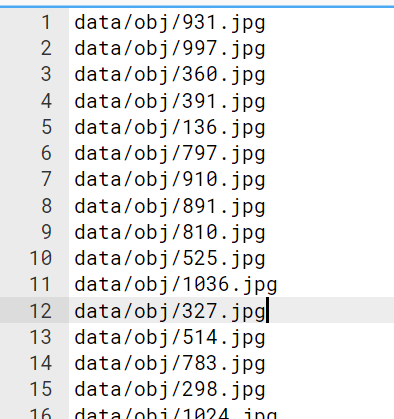 1 data/obj/931.jpg
2 data/obj/997.jpg
3 data/obj/360.jpg
4 data/obj/391.jpg
5 data/obj/136.jpg
6 data/obj/797.jpg
7 data/obj/910.jpg
8 data/obj/891.jpg
9 data/obj/810.jpg
10 data/obj/525.jpg
11 data/obj/1036.jpg
12 data/obj/327.jpg
13 data/obj/514.jpg
14 data/obj/783.jpg
15 data/obj/298.jpg
16 data/obj/1024.jpg